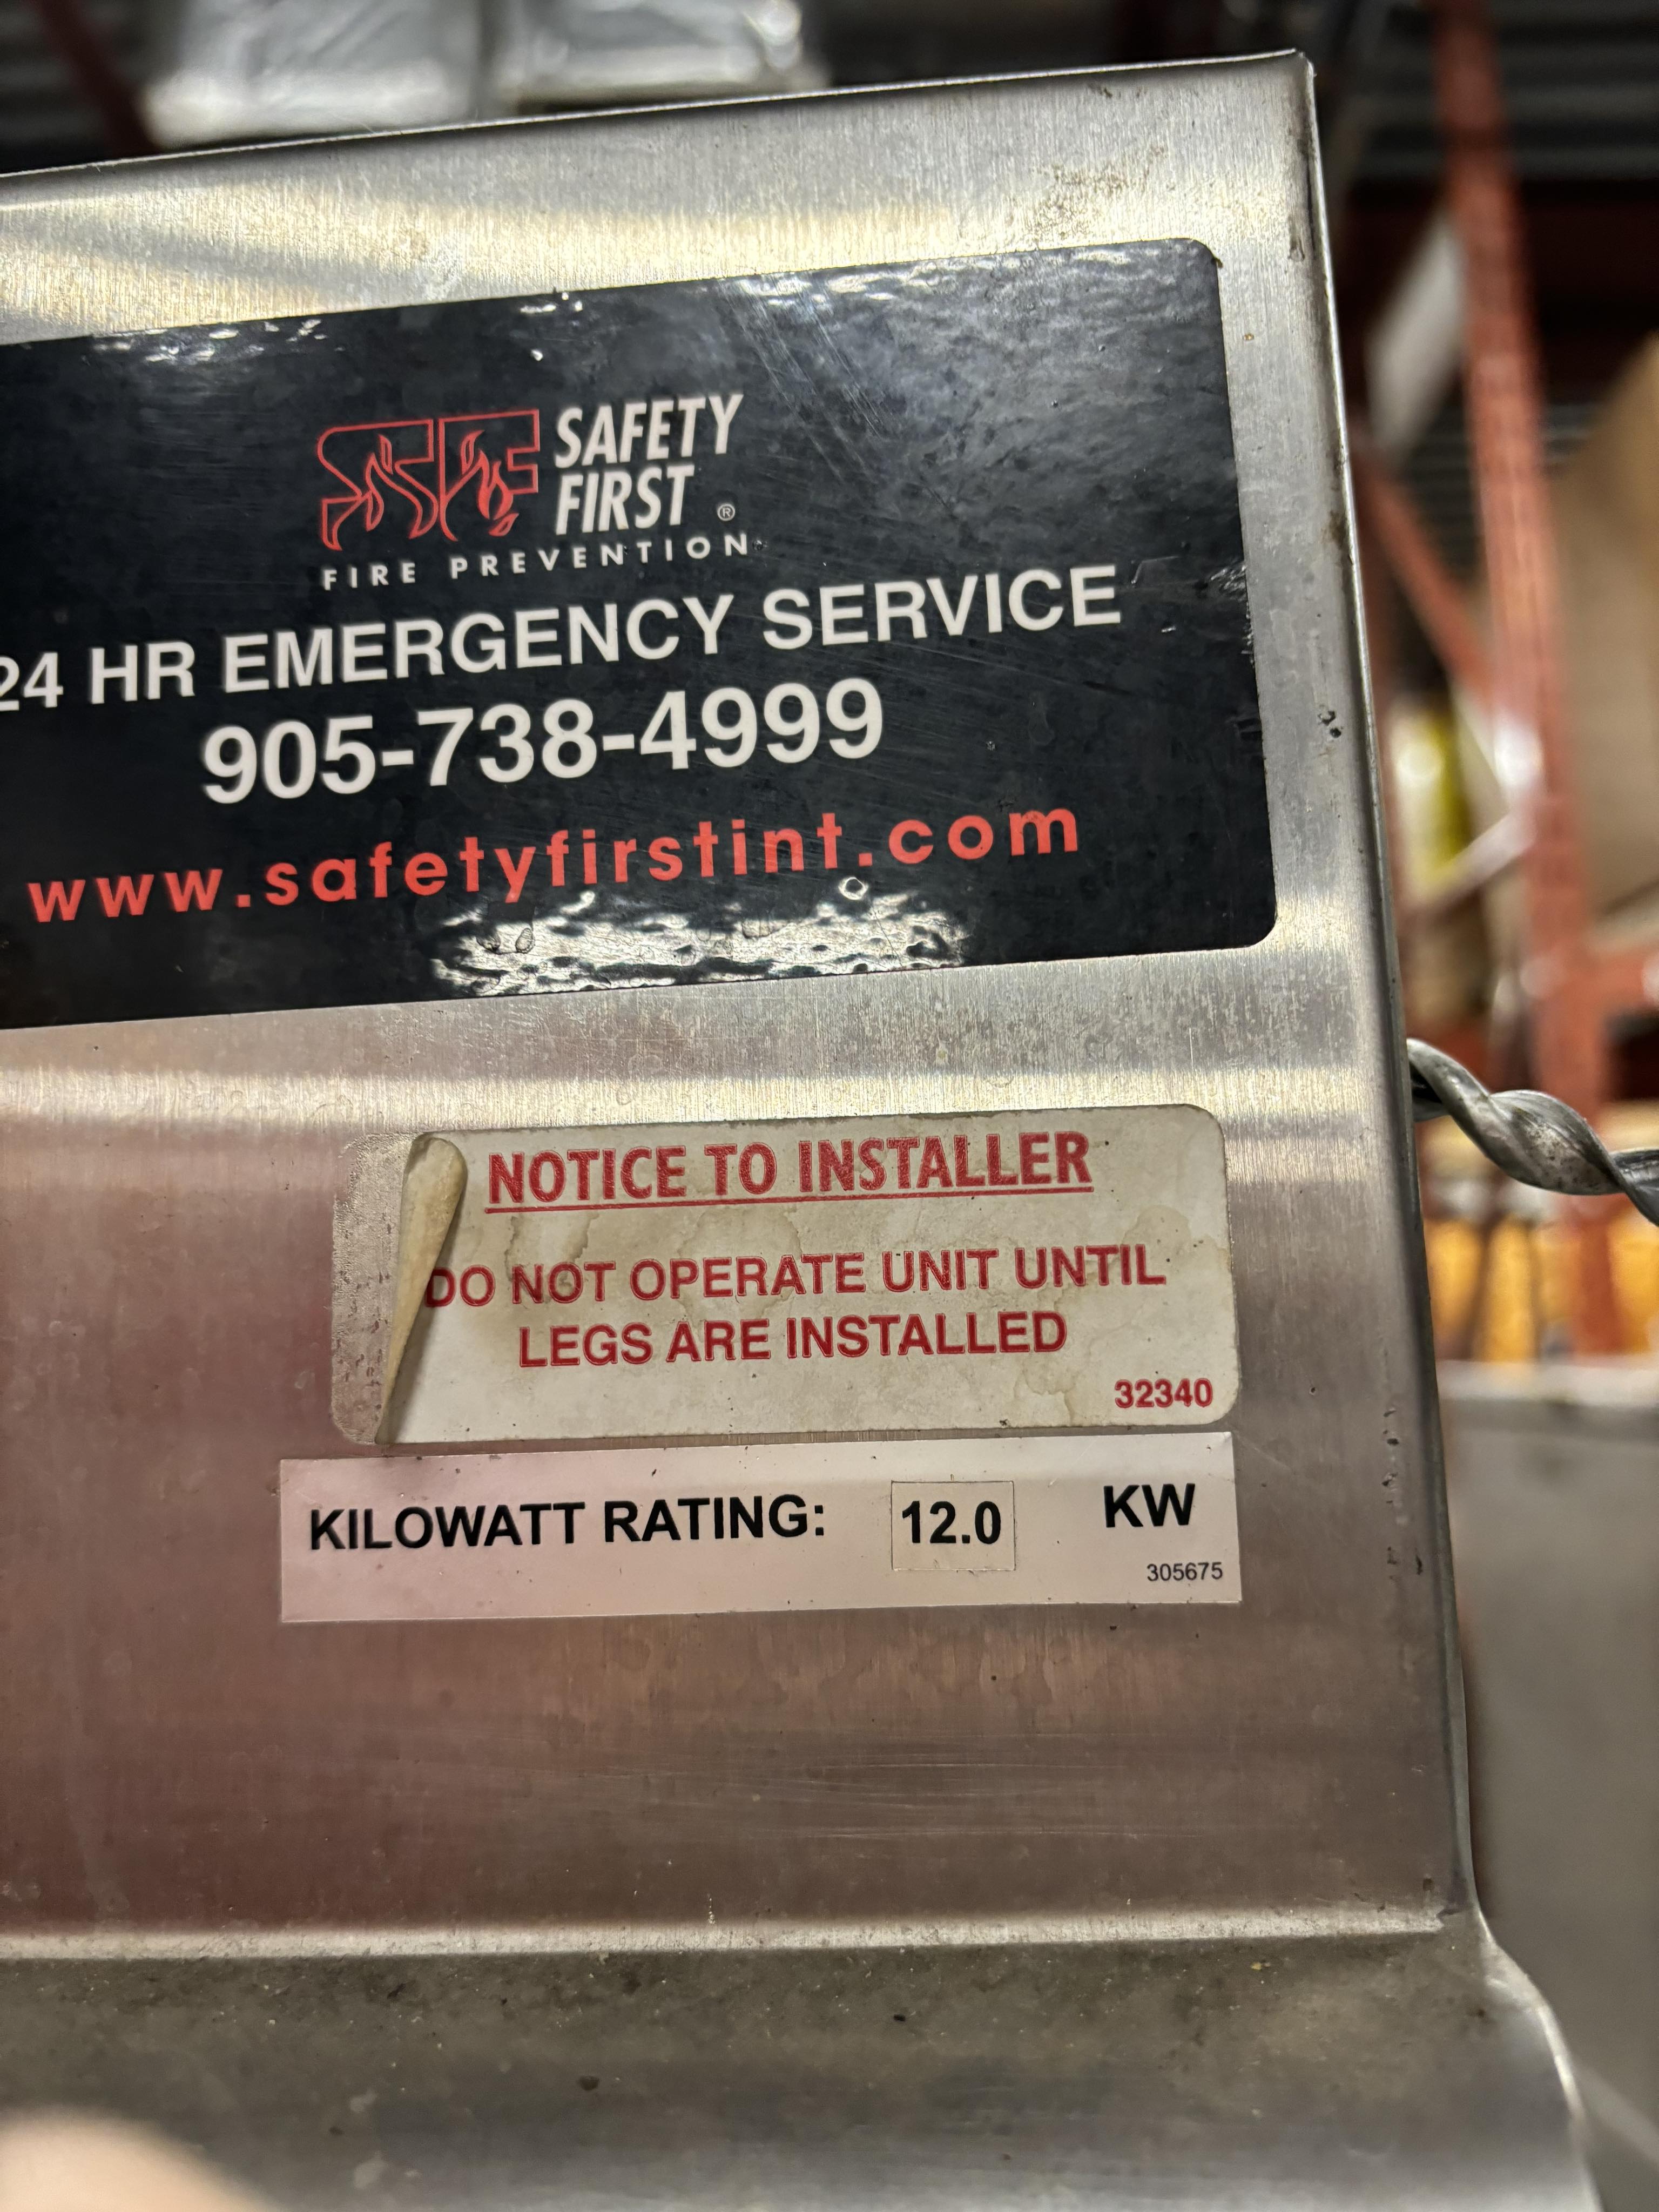 SAFETY
FIRST ®
FIRE PREVENTION
24 HR EMERGENCY SERVICE
905-738-4999
www.safetyfirstint.com
NOTICE TO INSTALLER
DO NOT OPERATE UNIT UNTIL
LEGS ARE INSTALLED
32340
KILOWATT RATING: 12.0 KW
305675